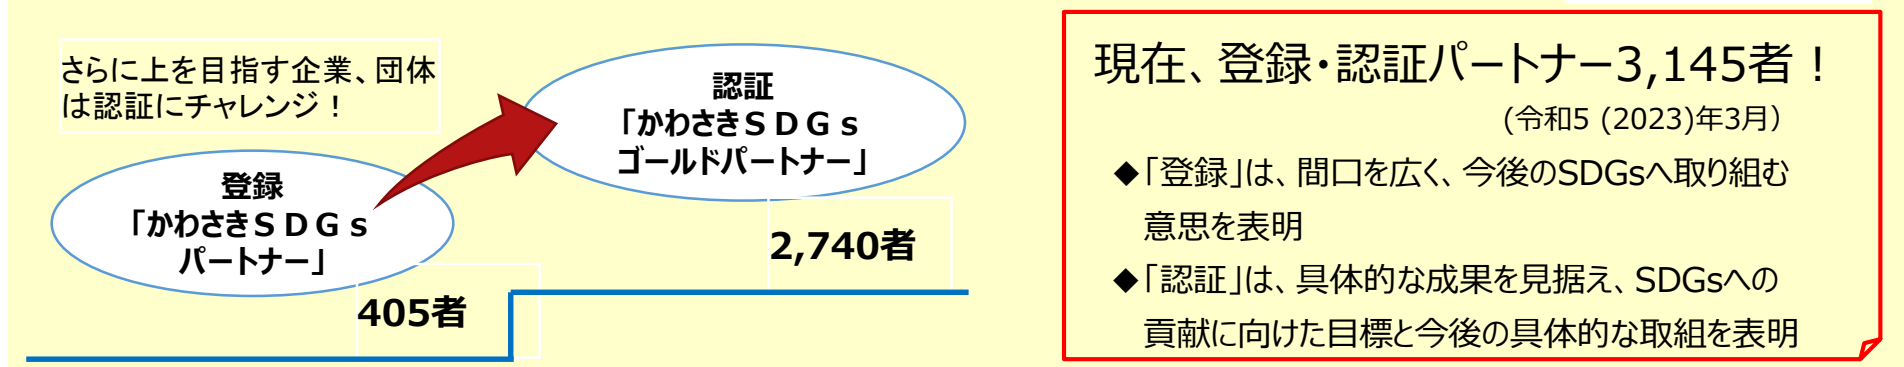 さらに上を目指す企業、団体
は認証にチャレンジ！
認証
「かわさきＳＤＧｓ
ゴールドパートナー」
登録
「かわさきＳＤＧｓ
パートナー」
2,740者
405者
現在、登録・認証パートナー3,145者！
(令和5 (2023)年3月）
◆「登録」は、間口を広く、今後のSDGsへ取り組む
意思を表明
◆「認証」は、具体的な成果を見据え、SDGsへの
貢献に向けた目標と今後の具体的な取組を表明